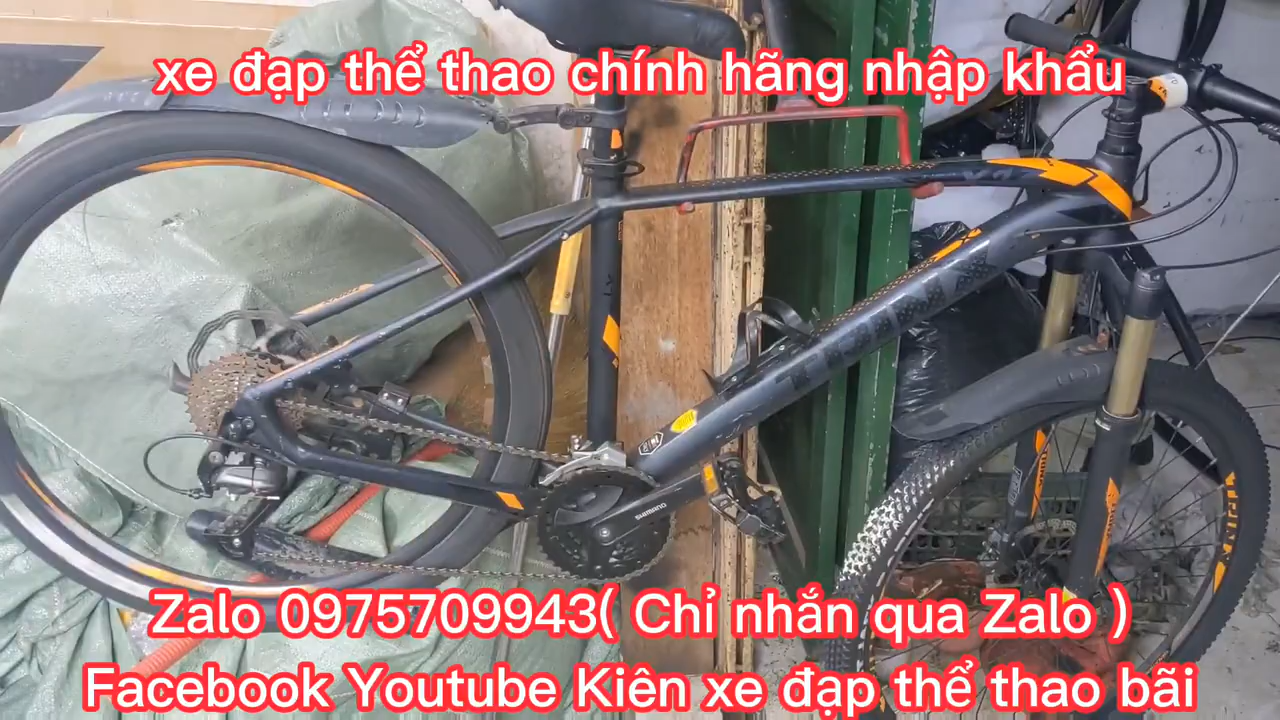 xe đạp thể thao chính hãng nhập khẩu
SHIMANO
Zalo 0975709943( Chỉ nhắn qua Zalo )
Facebook Youtube Kiên xe đạp thể thao bãi